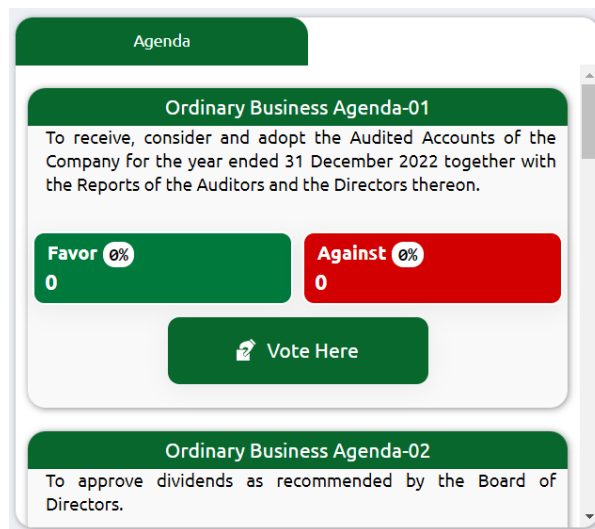 Agenda
Ordinary Business Agenda-01
To receive, consider and adopt the Audited Accounts of the
Company for the year ended 31 December 2022 together with
the Reports of the Auditors and the Directors thereon.
Favor 0%
0
Against 0%
0
Vote Here
Ordinary Business Agenda-02
To approve dividends as recommended by the Board of
Directors.